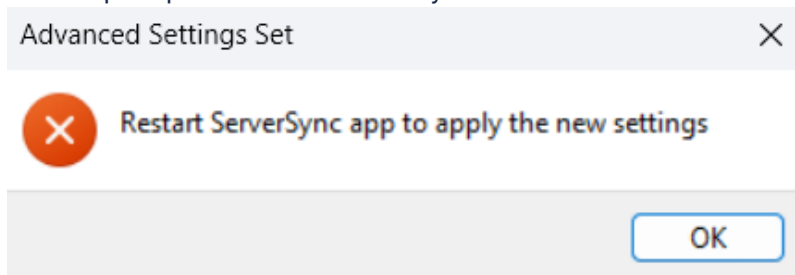 Advanced Settings Set
Restart ServerSync app to apply the new settings
OK